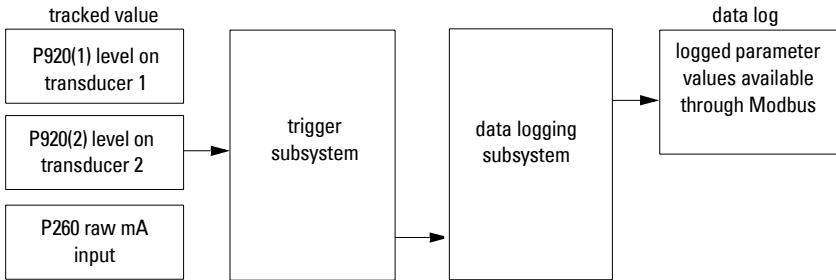 tracked value
P920(1) level on
transducer 1
P920(2) level on
transducer 2
P260 raw mA
input
trigger
subsystem
data logging
subsystem
data log
logged parameter
values available
through Modbus